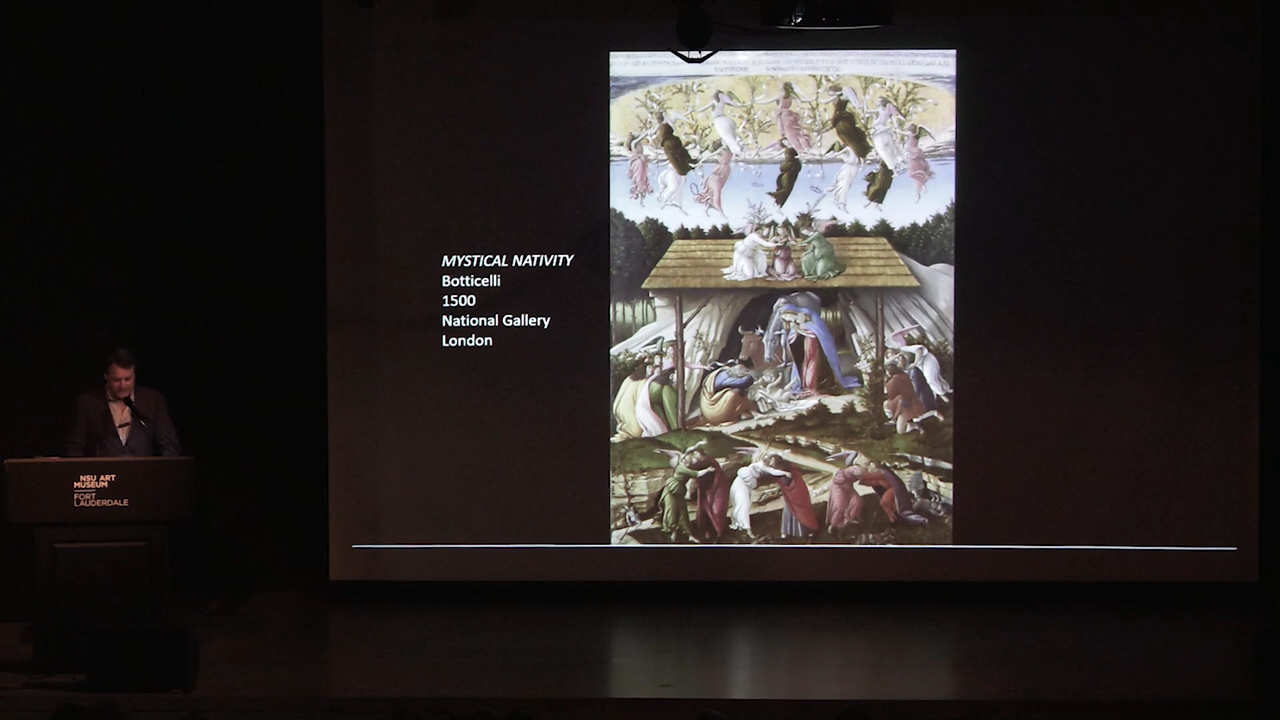 MYSTICAL NATIVITY
Botticelli
1500
National Gallery
London
NSU ART
MUSEUM
FORT
LAUDERDALE